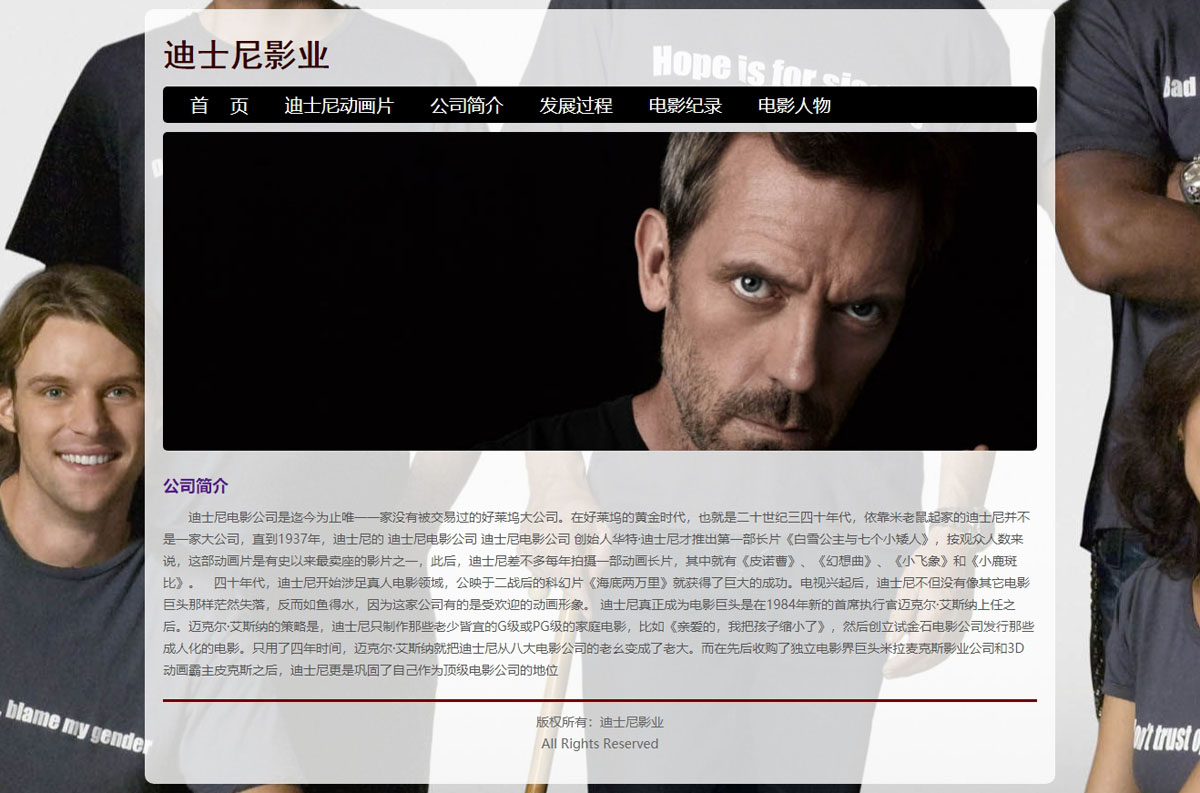 迪士尼影业
Hope is for
Bad
首 页 迪士尼动画片 公司简介 发展过程 电影纪录 电影人物
公司简介
迪士尼电影公司是迄今为止唯一一家没有被交易过的好莱坞大公司。在好莱坞的黄金时代，也就是二十世纪三四十年代，依靠米老鼠起家的迪士尼并不
是一家大公司，直到1937年，迪士尼的 迪士尼电影公司 迪士尼电影公司 创始人华特·迪士尼才推出第一部长片《白雪公主与七个小矮人》，按观众人数来
说，这部动画片是有史以来最卖座的影片之一，此后，迪士尼差不多每年拍摄一部动画长片，其中就有《皮诺曹》、《幻想曲》、《小飞象》和《小鹿斑
比》。 四十年代，迪士尼开始涉足真人电影领域，公映于二战后的科幻片《海底两万里》就获得了巨大的成功。电视兴起后，迪士尼不但没有像其它电影
巨头那样茫然失落，反而如鱼得水，因为这家公司有的是受欢迎的动画形象。 迪士尼真正成为电影巨头是在1984年新的首席执行官迈克尔·艾斯纳上任之
后。迈克尔·艾斯纳的策略是，迪士尼只制作那些老少皆宜的G级或PG级的家庭电影，比如《亲爱的，我把孩子缩小了》，然后创立试金石电影公司发行那些
成人化的电影。只用了四年时间，迈克尔·艾斯纳就把迪士尼从八大电影公司的老幺变成了老大。而在先后收购了独立电影界巨头米拉麦克斯影业公司和3D
动画霸主皮克斯之后，迪士尼更是巩固了自己作为顶级电影公司的地位
, blame my gender
版权所有：迪士尼影业
All Rights Reserved
trust